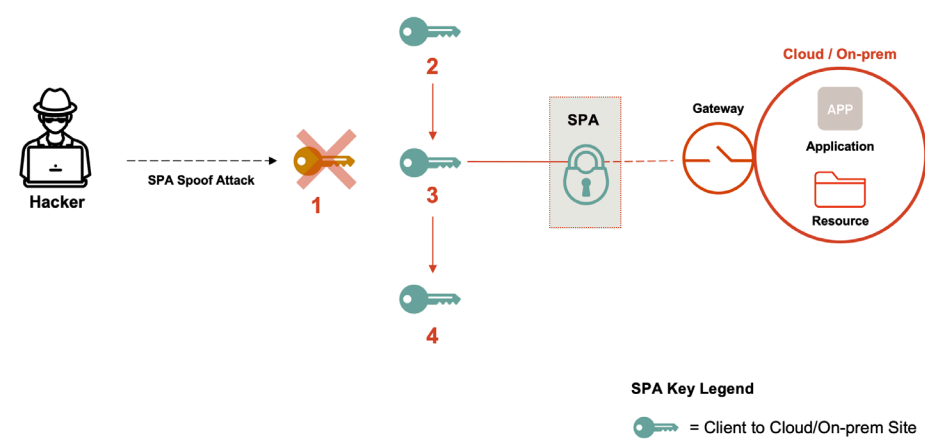 Cloud / On-prem
2
Gateway
APP
SPA
Application
SPA Spoof Attack
Hacker
1
3
Resource
4
SPA Key Legend
= Client to Cloud/On-prem Site